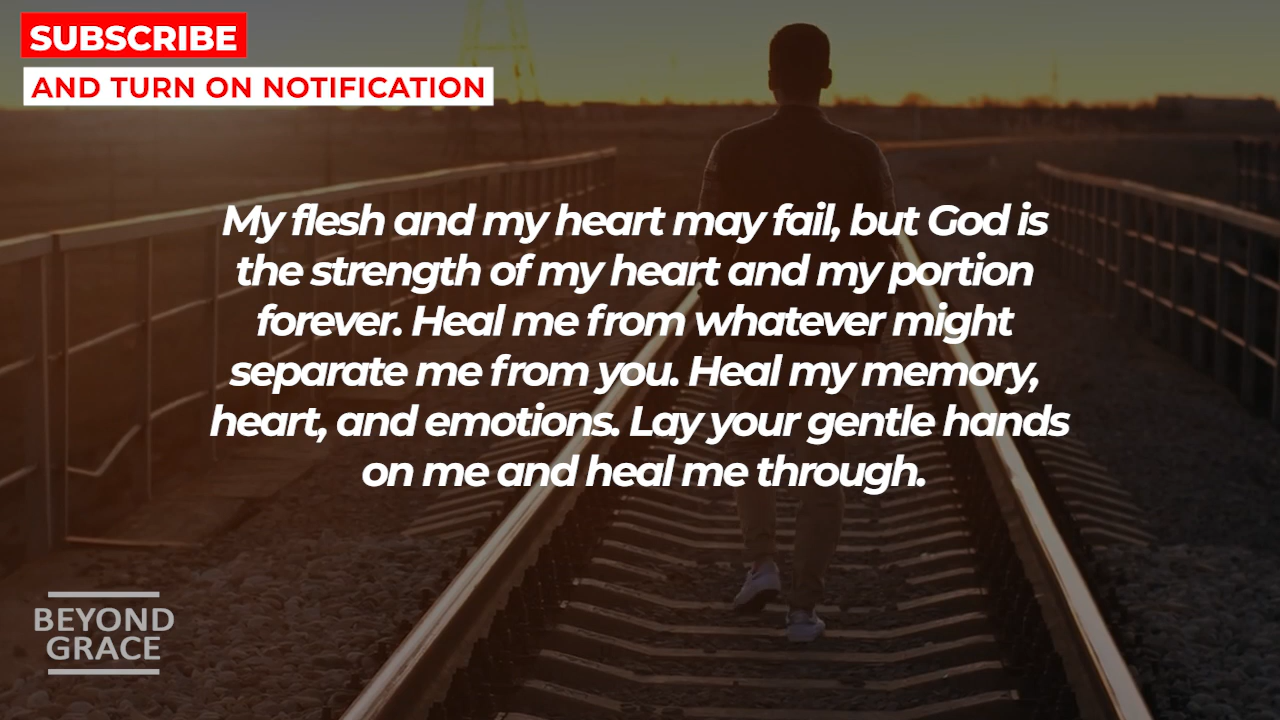 SUBSCRIBE
AND TURN ON NOTIFICATION
My flesh and my heart may fail, but God is
the strength of my heart and my portion
forever. Heal me from whatever might
separate me from you. Heal my memory,
heart, and emotions. Lay your gentle hands
on me and heal me through.
BEYOND
GRACE